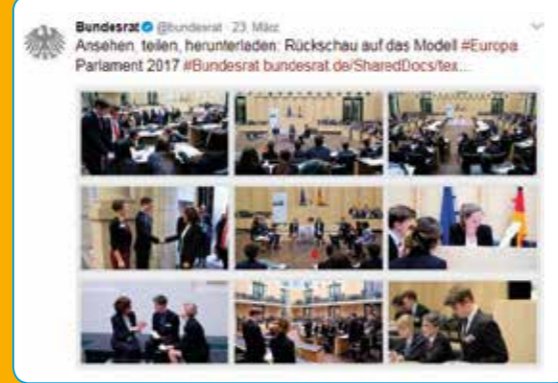 Bundesrat @bundesrat · 23. März
Ansehen, teilen, herunterladen: Rückschau auf das Modell #Europa
Parlament 2017 #Bundesrat bundesrat.de/SharedDocs/tex...